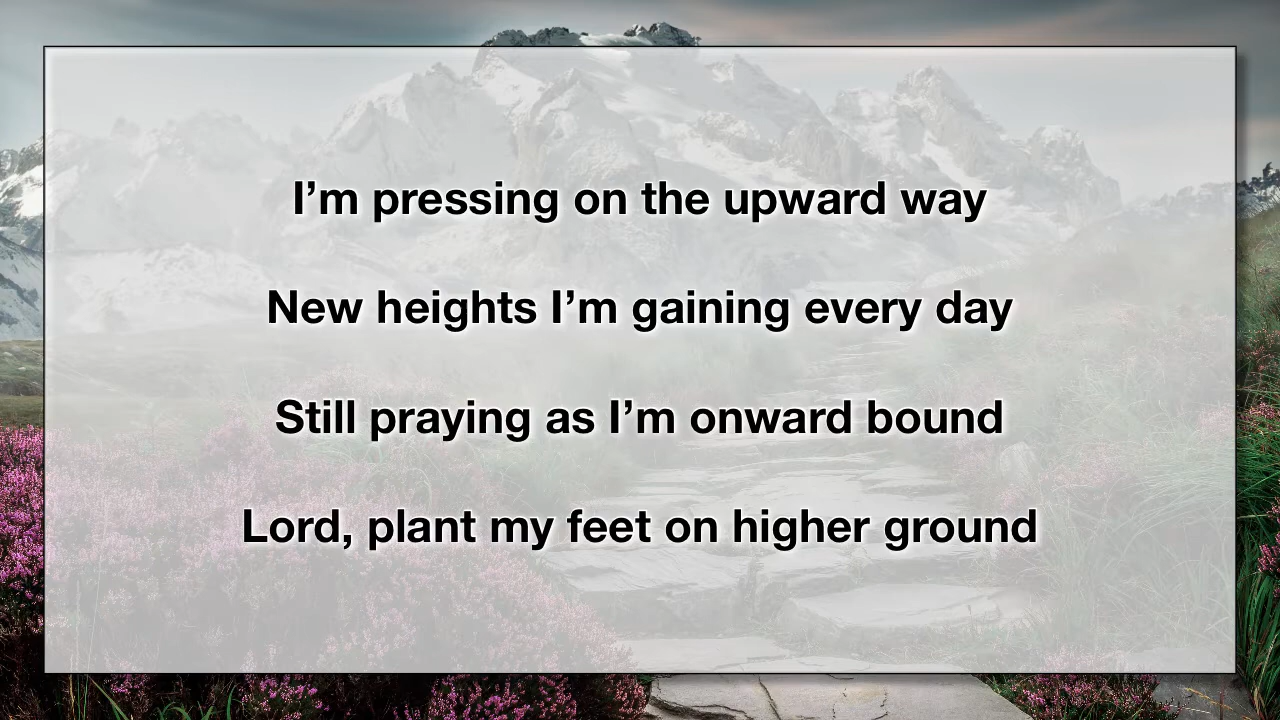 I’m pressing on the upward way
New heights I’m gaining every day
Still praying as I’m onward bound
Lord, plant my feet on higher ground